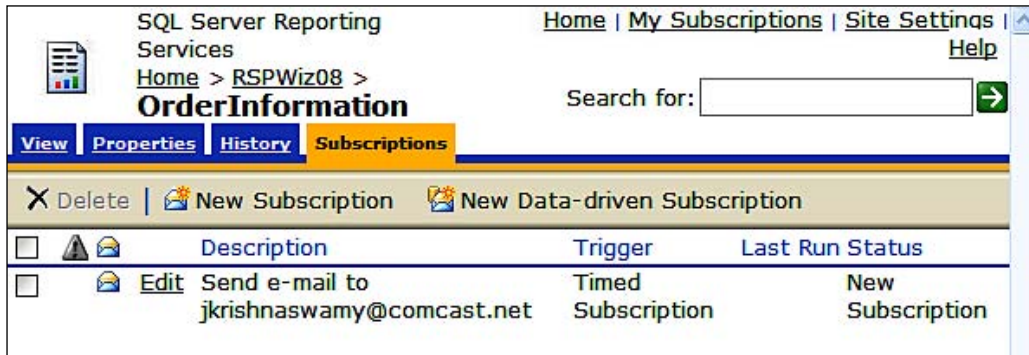 SQL Server Reporting
Services
Home | My Subscriptions | Site Settings |
Help
Home > RSPWiz08 >
OrderInformation
Search for:
View Properties History Subscriptions
Delete | New Subscription New Data-driven Subscription
Description Trigger Last Run Status
Edit Send e-mail to Timed New
jkrishnaswamy@comcast.net Subscription Subscription